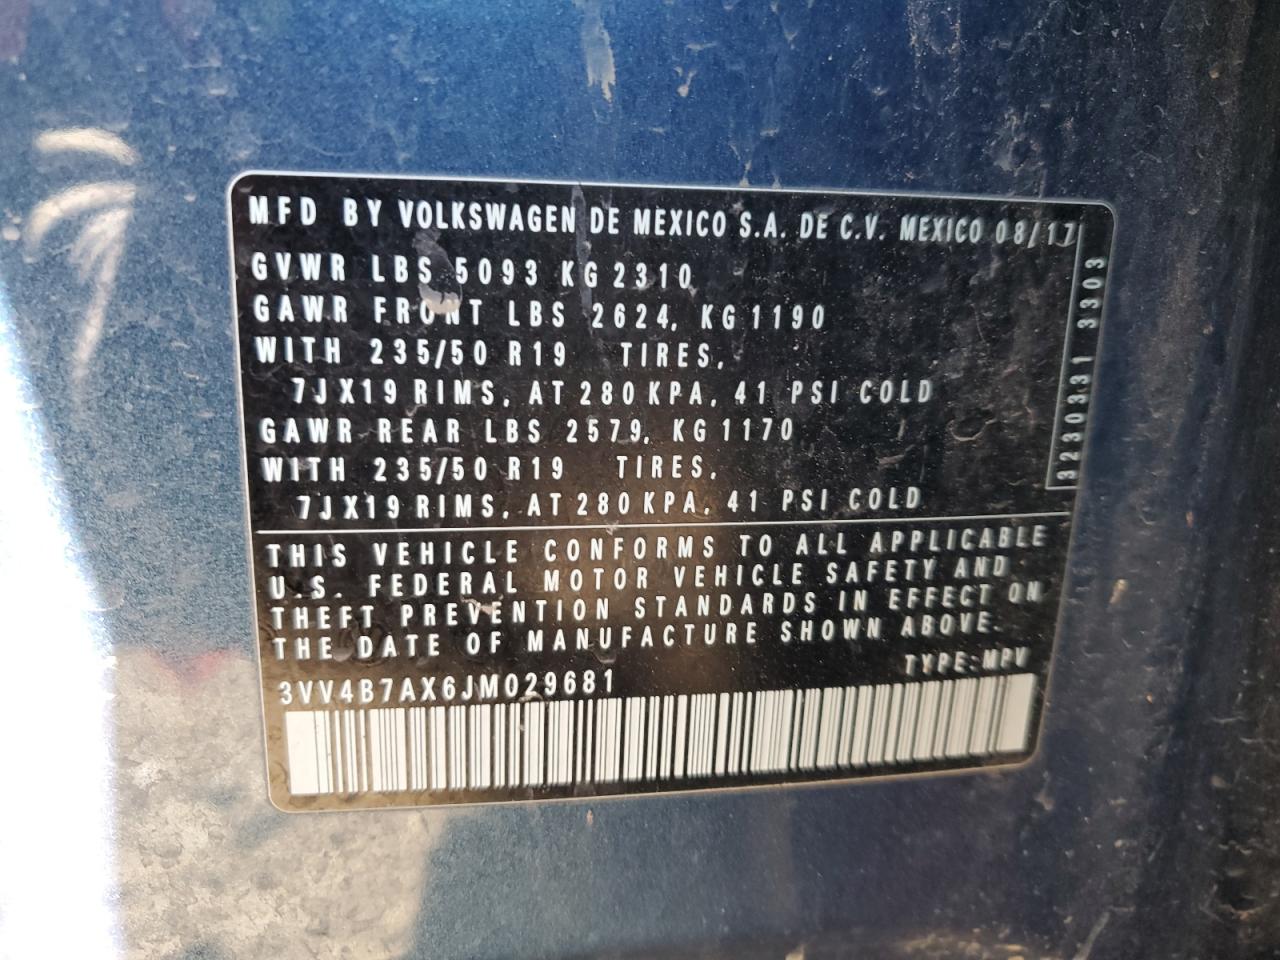 MFD BY VOLKSWAGEN DE MEXICO S.A. DE C.V. MEXICO 08/17
GVWR LBS 5093 KG 2310
GAWR FRONT LBS 2624, KG 1190
WITH 235/50 R19 TIRES,
7JX19 RIMS, AT 280 KPA, 41 PSI COLD
GAWR REAR LBS 2579, KG 1170
WITH 235/50 R19 TIRES,
7JX19 RIMS, AT 280 KPA, 41 PSI COLD
3230331 3303
THIS VEHICLE CONFORMS TO ALL APPLICABLE
U.S. FEDERAL MOTOR VEHICLE SAFETY AND
THEFT PREVENTION STANDARDS IN EFFECT ON
THE DATE OF MANUFACTURE SHOWN ABOVE.
TYPE:MPV
3VV4B7AX6JM029681